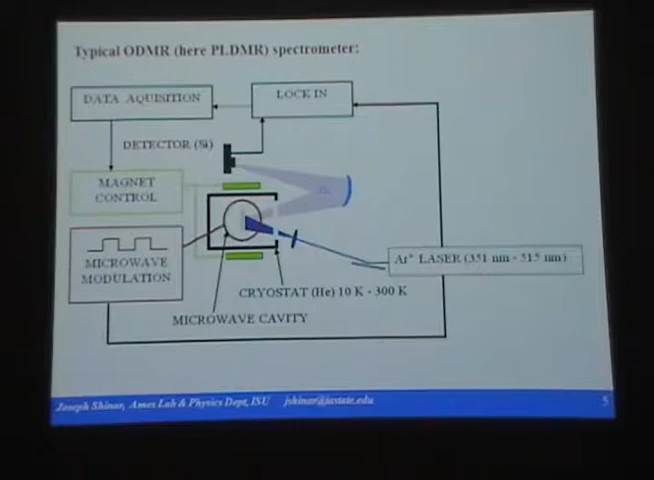 Typical ODMR (here PLDMR) spectrometer:
DATA AQUISITION
LOCK IN
DETECTOR (Si)
MAGNET
CONTROL
MICROWAVE
MODULATION
Ar⁺ LASER (351 nm - 515 nm)
CRYOSTAT (He) 10 K - 300 K
MICROWAVE CAVITY
Joseph Shinar, Ames Lab & Physics Dept, ISU jshinar@iastate.edu
5